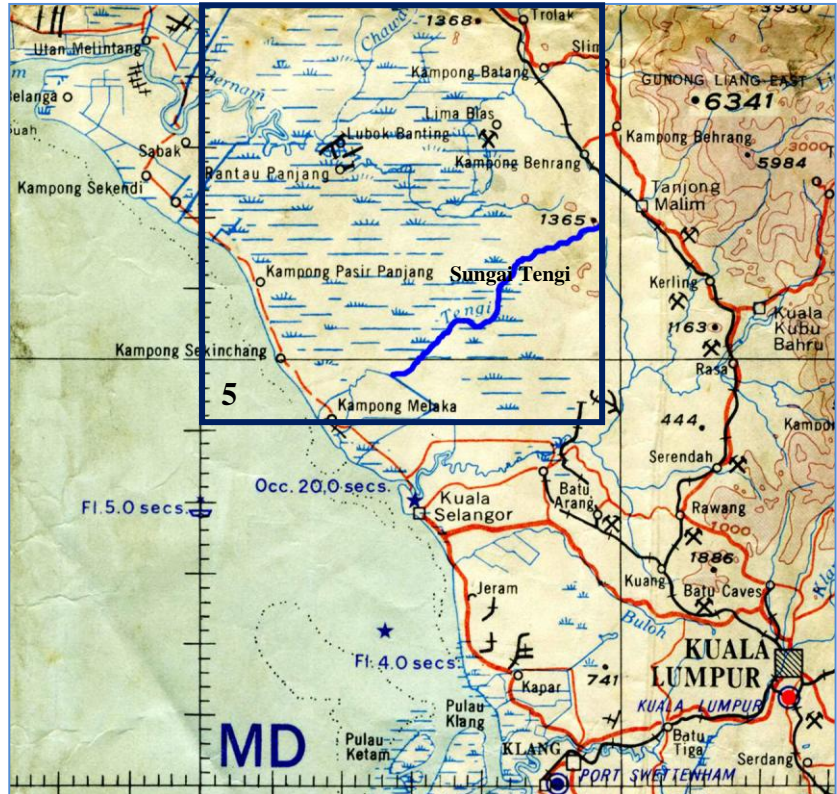 1368
Trolak
3930
Utan Melintang
Chawa
Slim
Kampong Batang
GUNONG LIANG EAST
Bernam
6341
Belanga
Lima Blas
Lubok Banting
Kampong Behrang
3000
Sabak
Kampong Benrang
5984
Kampong Sekendi
Rantau Panjang
Tanjong
Malim
1365
Kampong Pasir Panjang
Sungai Tengi
Kerling
Tengi
Kuala
Kubu
Bahru
1163
Kampong Sekinchang
Rasa
5
Kampong Melaka
444
Serendah
Occ. 20,0 secs.
Fl.5.0 secs.
Kuala
Selangor
Batu
Arang
Rawang
1000
1886
Kuang
Batu Caves
Jeram
Buloh
Fl. 4.0 secs.
KUALA
LUMPUR
741
Kapar
KUALA LUMPUR
Pulau
Klang
MD
Pulau
Ketam
KLANG
Batu
Tiga
Serdang
PORT SWETTENHAM